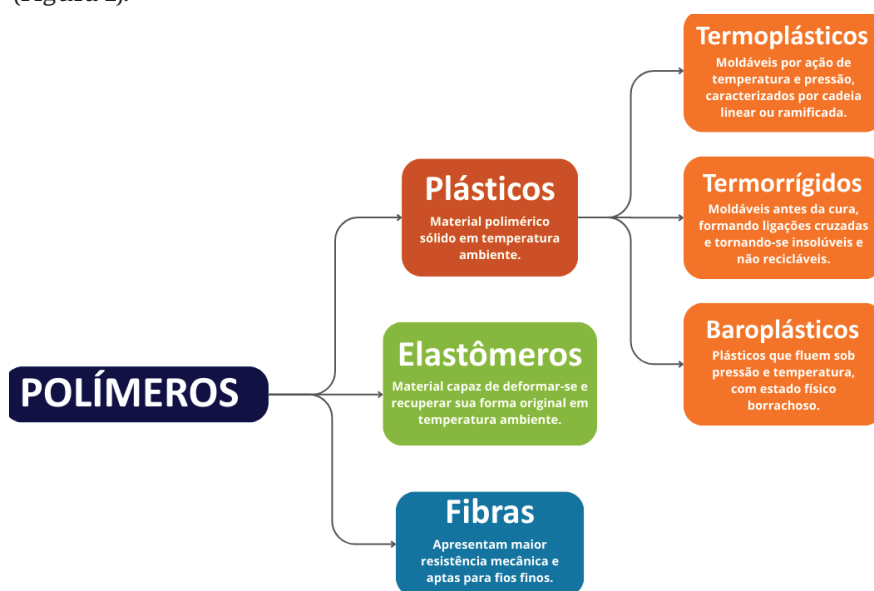 (Figura 1).
POLÍMEROS
Plásticos
Material polimérico
sólido em temperatura
ambiente.
Elastômeros
Material capaz de deformar-se e
recuperar sua forma original em
temperatura ambiente.
Fibras
Apresentam maior
resistência mecânica e
aptas para fios finos.
Termoplásticos
Moldáveis por ação de
temperatura e pressão,
caracterizados por cadeia
linear ou ramificada.
Termorrígidos
Moldáveis antes da cura,
formando ligações cruzadas
e tornando-se insolúveis e
não recicláveis.
Baroplásticos
Plásticos que fluem sob
pressão e temperatura,
com estado físico
borrachoso.